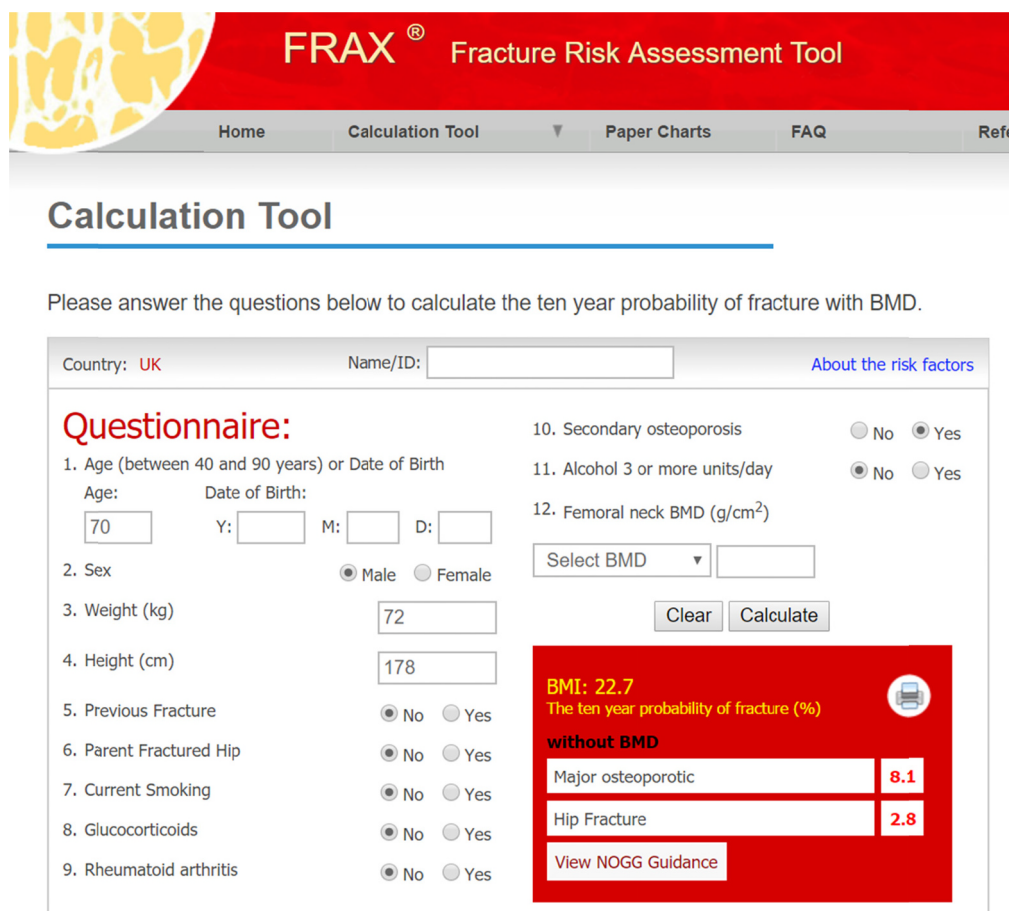 FRAX ® Fracture Risk Assessment Tool
Home Calculation Tool ▼ Paper Charts FAQ
Calculation Tool
Please answer the questions below to calculate the ten year probability of fracture with BMD.
Country: UK Name/ID: About the risk factors
Questionnaire:
1. Age (between 40 and 90 years) or Date of Birth
Age: Date of Birth:
70 Y: M: D:
2. Sex Male Female
3. Weight (kg) 72
4. Height (cm) 178
5. Previous Fracture No Yes
6. Parent Fractured Hip No Yes
7. Current Smoking No Yes
8. Glucocorticoids No Yes
9. Rheumatoid arthritis No Yes
10. Secondary osteoporosis No Yes
11. Alcohol 3 or more units/day No Yes
12. Femoral neck BMD (g/cm²)
Select BMD ▼
Clear Calculate
BMI: 22.7
The ten year probability of fracture (%)
without BMD
Major osteoporotic 8.1
Hip Fracture 2.8
View NOGG Guidance